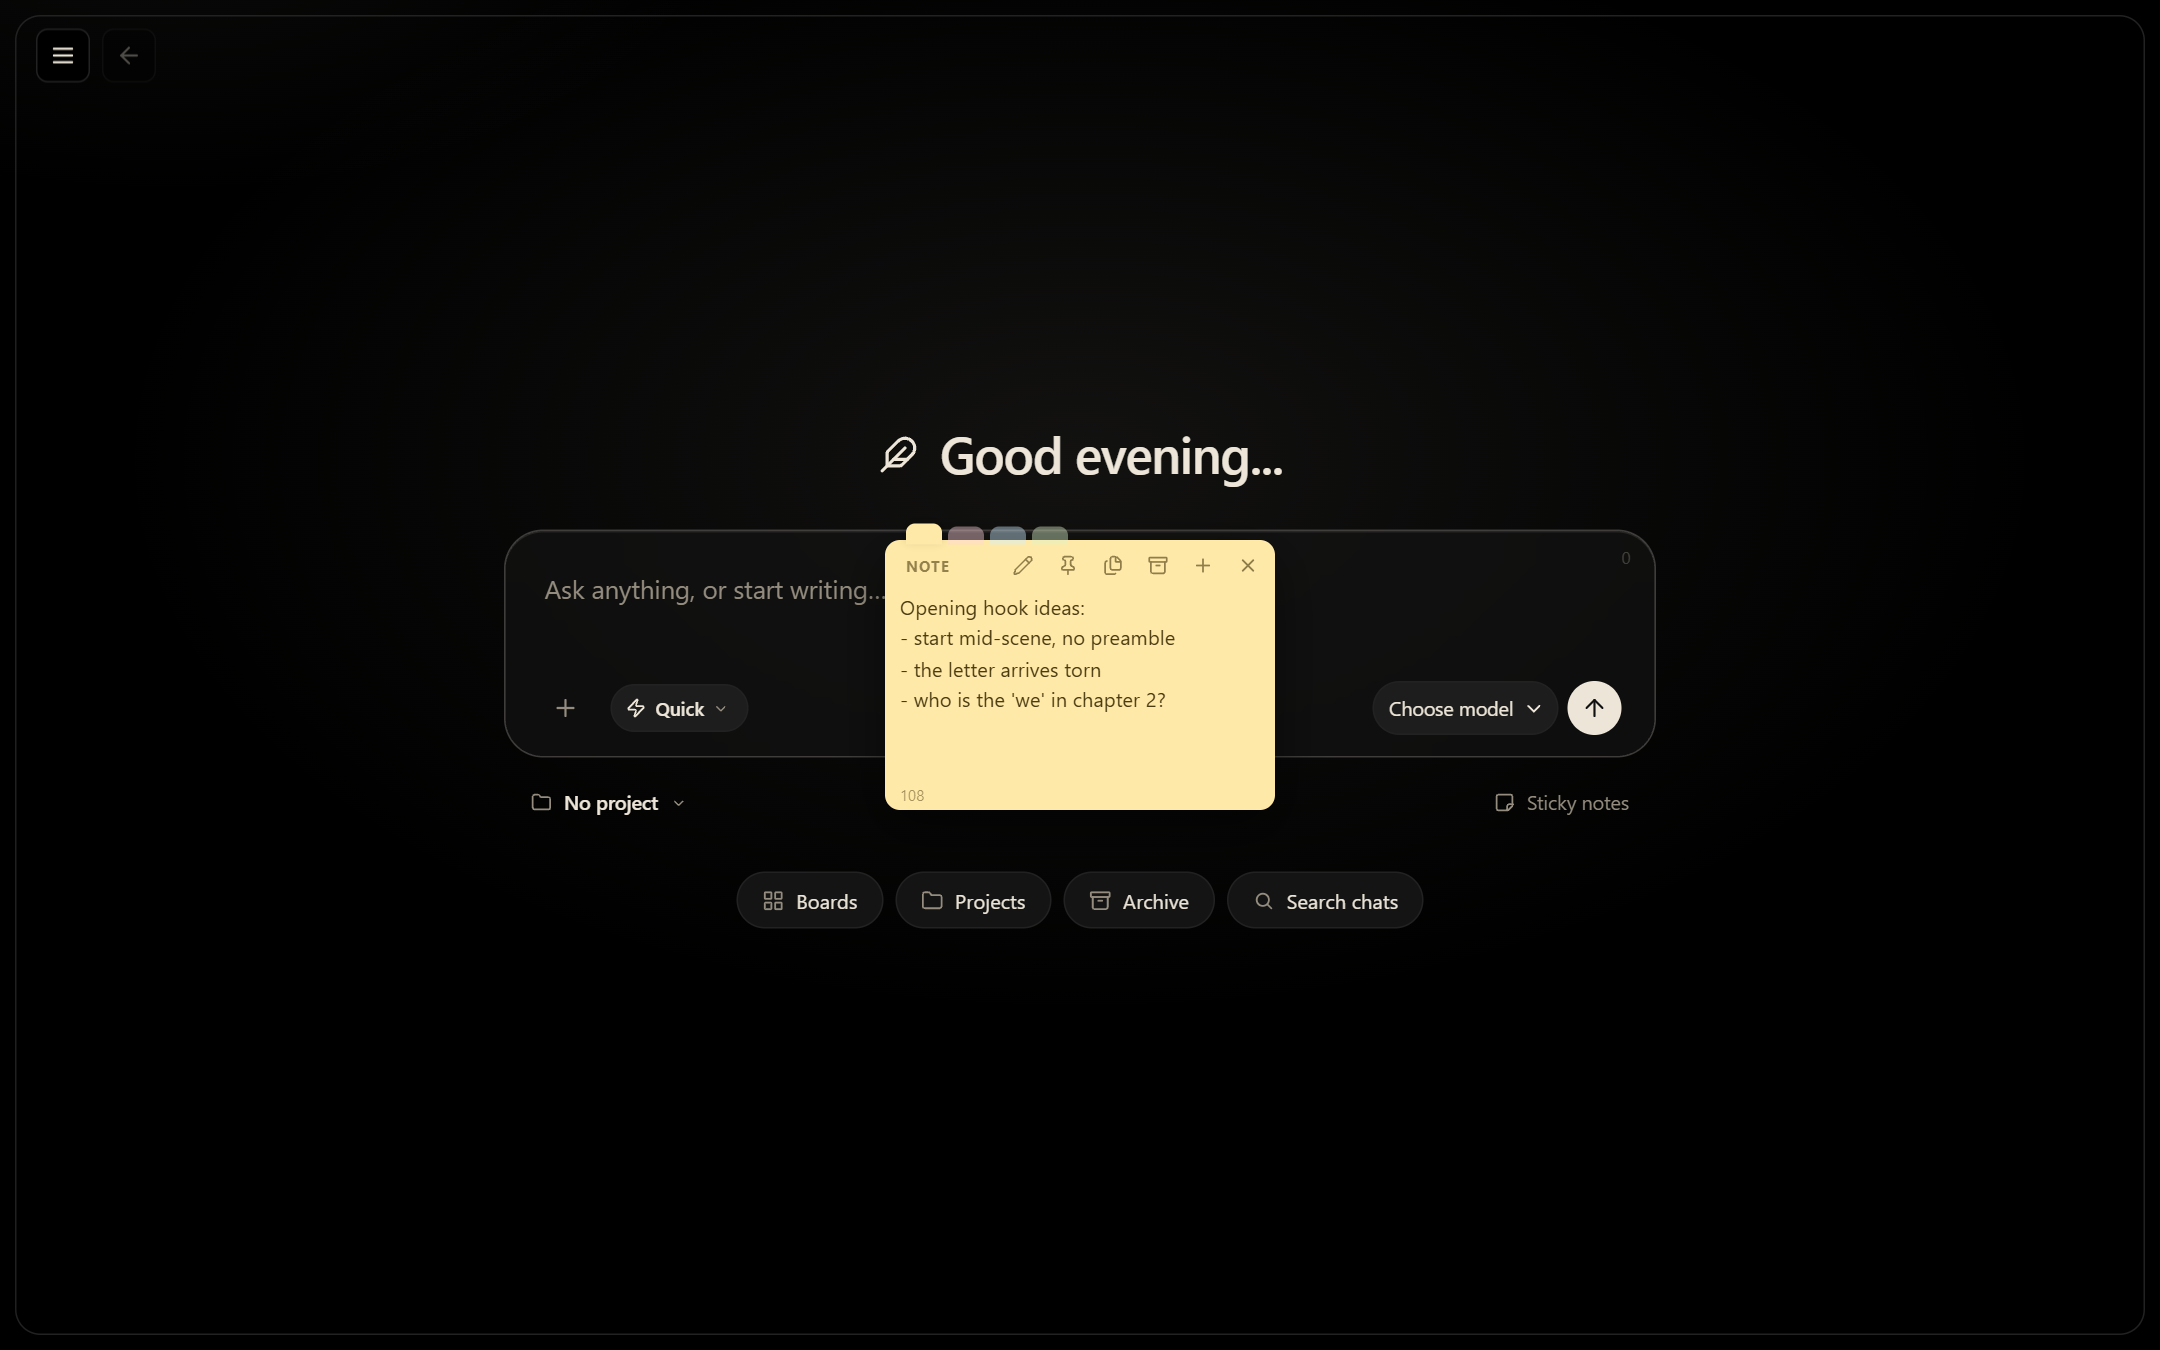 Good evening...
0
Ask anything, or start writing...
NOTE
Opening hook ideas:
- start mid-scene, no preamble
- the letter arrives torn
- who is the 'we' in chapter 2?
108
Quick
Choose model
No project
Sticky notes
Boards
Projects
Archive
Search chats